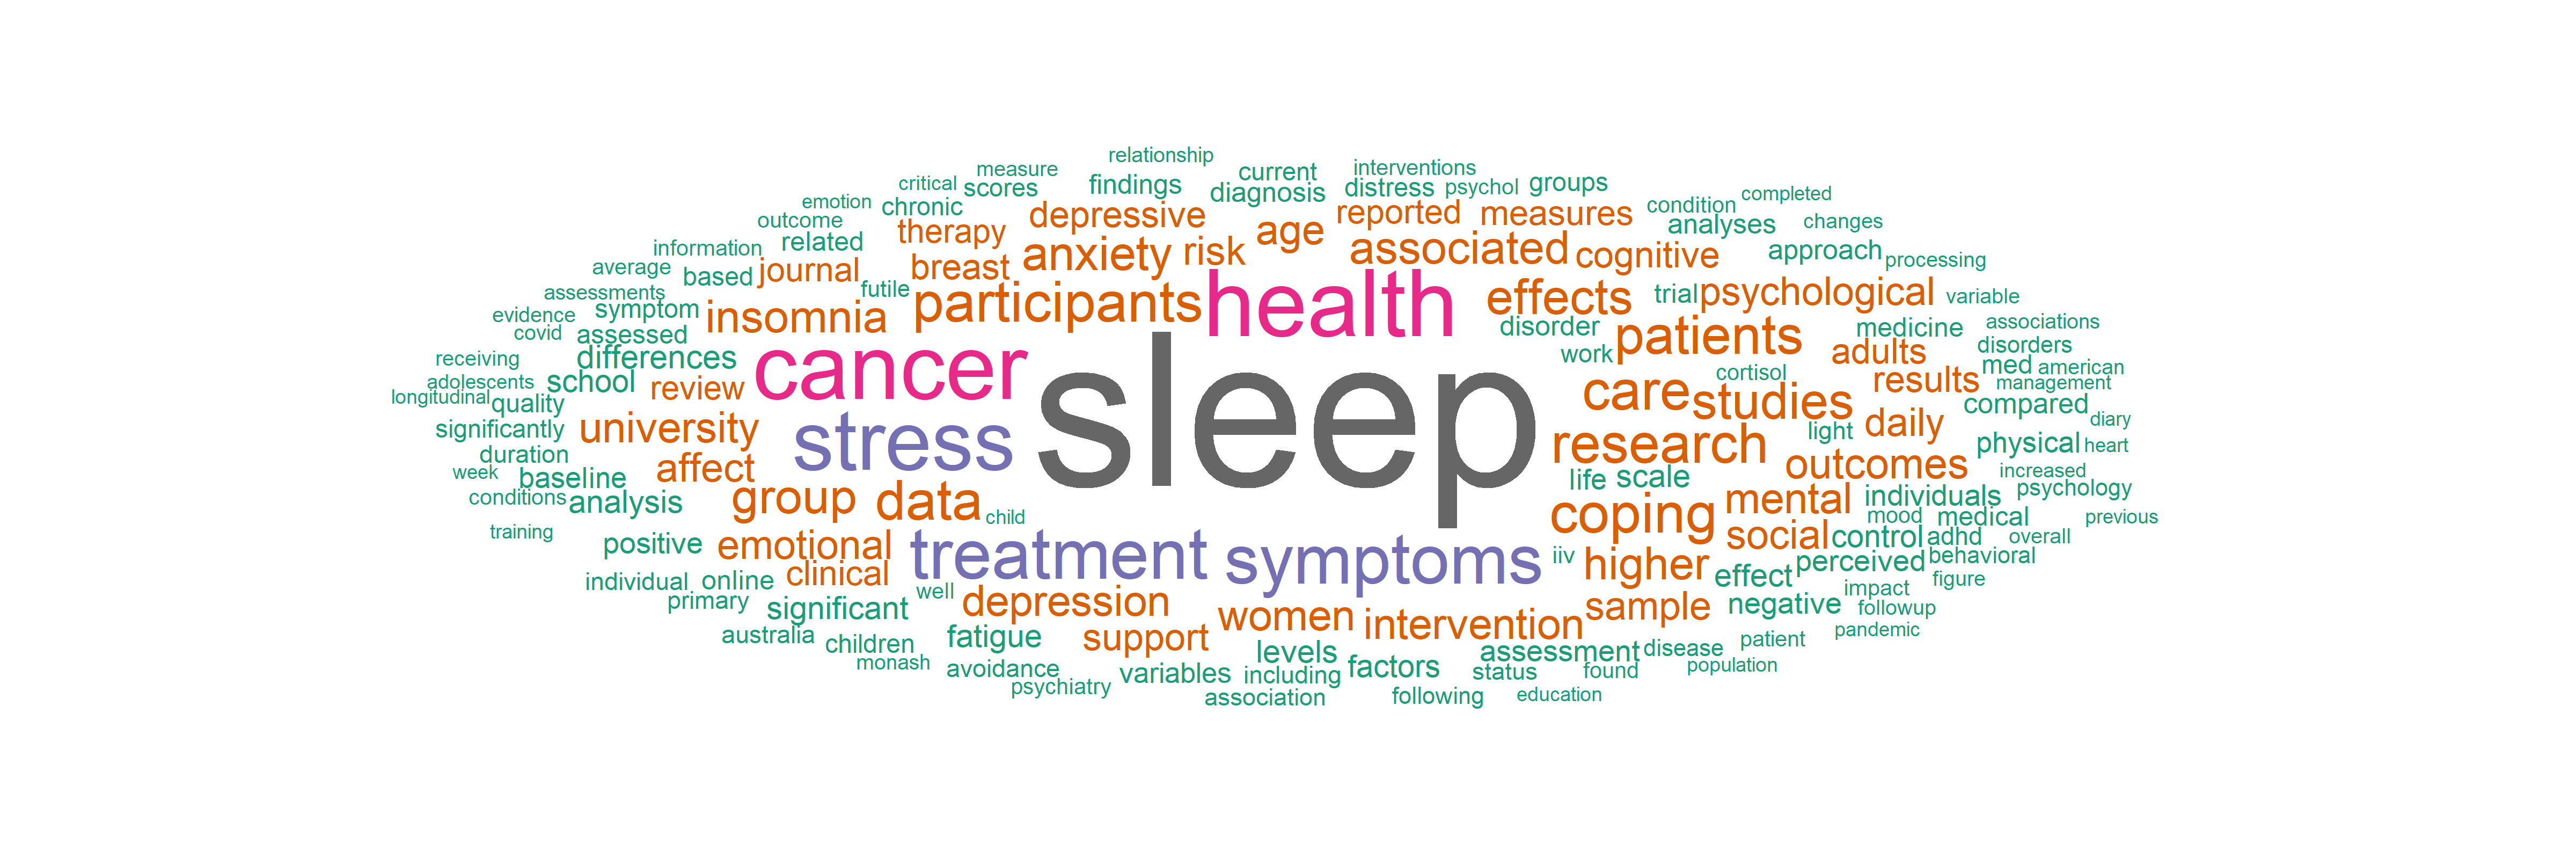 relationship
measure
current
interventions
critical
scores
findings
diagnosis
distress
psychol
groups
completed
emotion
chronic
depressive
age
reported
measures
condition
outcome
therapy
analyses
changes
information
related
anxiety
risk
associated
cognitive
approach
processing
average
based
journal
breast
assessments
futile
participants
health
effects
trial
psychological
variable
evidence
symptom
insomnia
disorder
patients
medicine
associations
covid
assessed
work
adults
disorders
receiving
differences
cancer
sleep
cortisol
results
med
american
adolescents
school
review
care
studies
management
longitudinal
quality
compared
diary
significantly
university
stress
research
light
daily
physical
heart
duration
week
baseline
affect
life
scale
outcomes
increased
conditions
analysis
group
data
child
coping
mental
individuals
psychology
training
mood
medical
previous
positive
emotional
treatment
symptoms
iiv
social
control
adhd
overall
individual
online
clinical
well
higher
effect
perceived
behavioral
primary
significant
depression
women
intervention
sample
negative
impact
figure
followup
australia
children
fatigue
support
levels
assessment
disease
patient
pandemic
monash
avoidance
psychiatry
variables
including
factors
status
found
population
association
following
education